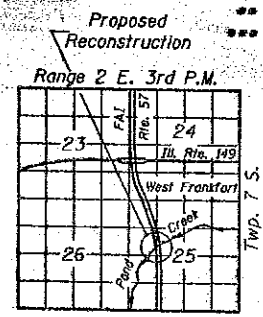 **
***
Proposed
Reconstruction
Range 2 E. 3rd P.M.
FAI
Rte. 57
23
24
Ill. Rte. 149
West Frankfort
Twp. 7 S.
Creek
26
25
Pond